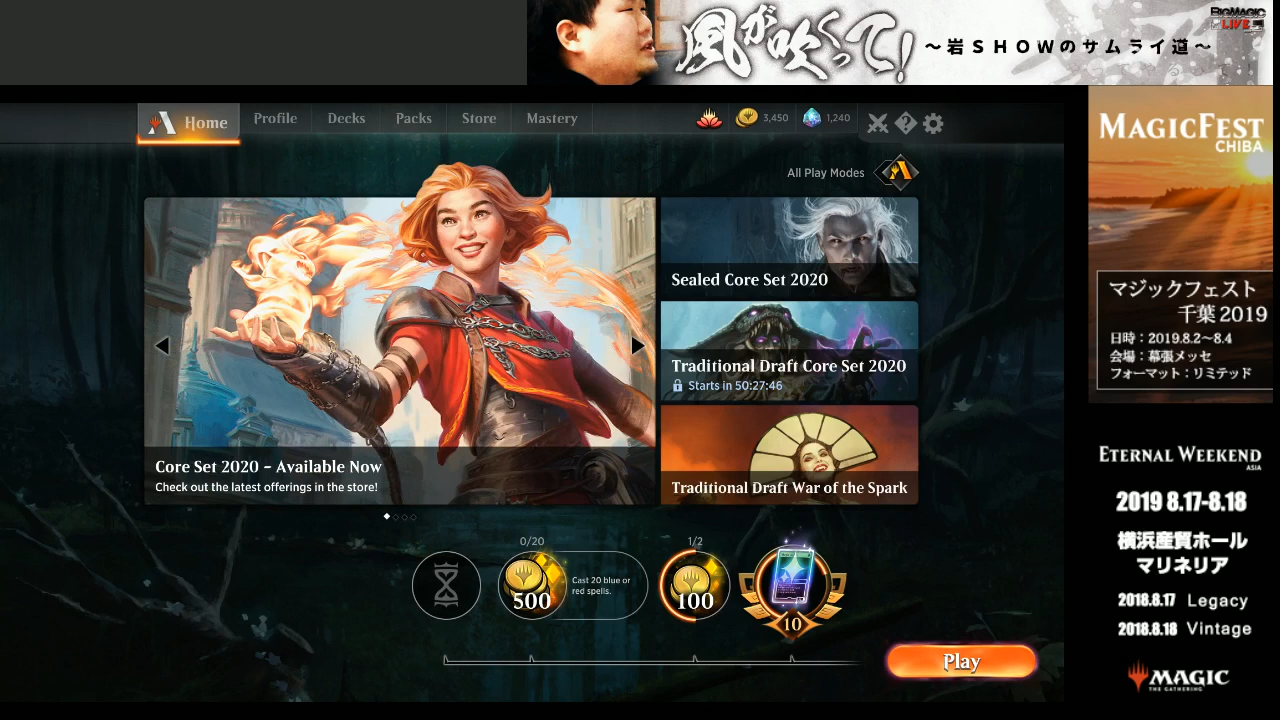 風が吹くって!
～岩SHOWのサムライ道～
BIGMAGIC
LIVE
Home
Profile
Decks
Packs
Store
Mastery
3,450
1,240
All Play Modes
Sealed Core Set 2020
Traditional Draft Core Set 2020
Starts in 50:27:46
Traditional Draft War of the Spark
Core Set 2020 – Available Now
Check out the latest offerings in the store!
0/20
500
Cast 20 blue or
red spells.
1/2
100
10
Play
MAGICFEST
CHIBA
マジックフェスト
千葉2019
日時：2019.8.2～8.4
会場：幕張メッセ
フォーマット：リミテッド
ETERNAL WEEKEND
ASIA
2019 8.17-8.18
横浜産貿ホール
マリネリア
2018.8.17 Legacy
2018.8.18 Vintage
MAGIC
THE GATHERING